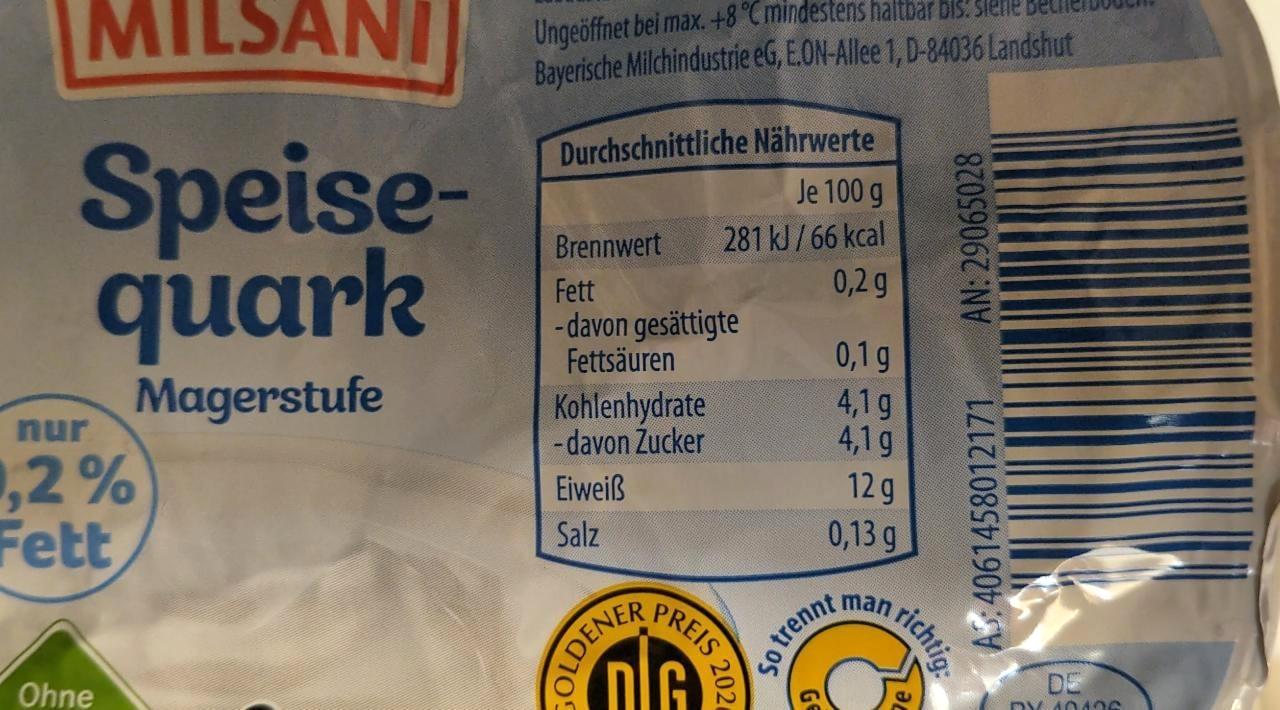 MILSANI
Speise-
quark
Magerstufe
nur
,2 %
Fett
Ohne
Ungeöffnet bei max. +8 °C mindestens haltbar bis: siehe
Bayerische Milchindustrie eG, E.ON-Allee 1, D-84036 Landshut
Durchschnittliche Nährwerte
Je 100 g
Brennwert 281 kJ / 66 kcal
Fett 0,2 g
- davon gesättigte
Fettsäuren 0,1 g
Kohlenhydrate 4,1 g
- davon Zucker 4,1 g
Eiweiß 12 g
Salz 0,13 g
GOLDENER PREIS
DLG
So trennt man richtig:
AN: 29065028
A3: 4061458012171
DE